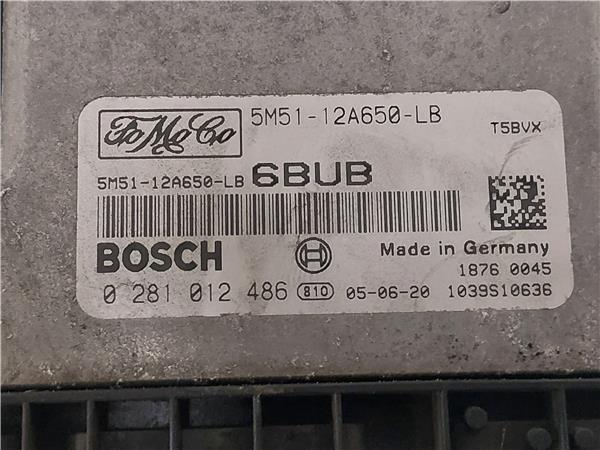 FoMoCo
5M51-12A650-LB
T5BVX
5M51-12A650-LB 6BUB
BOSCH
Made in Germany
1876 0045
0 281 012 486 810 05-06-20 1039S10636